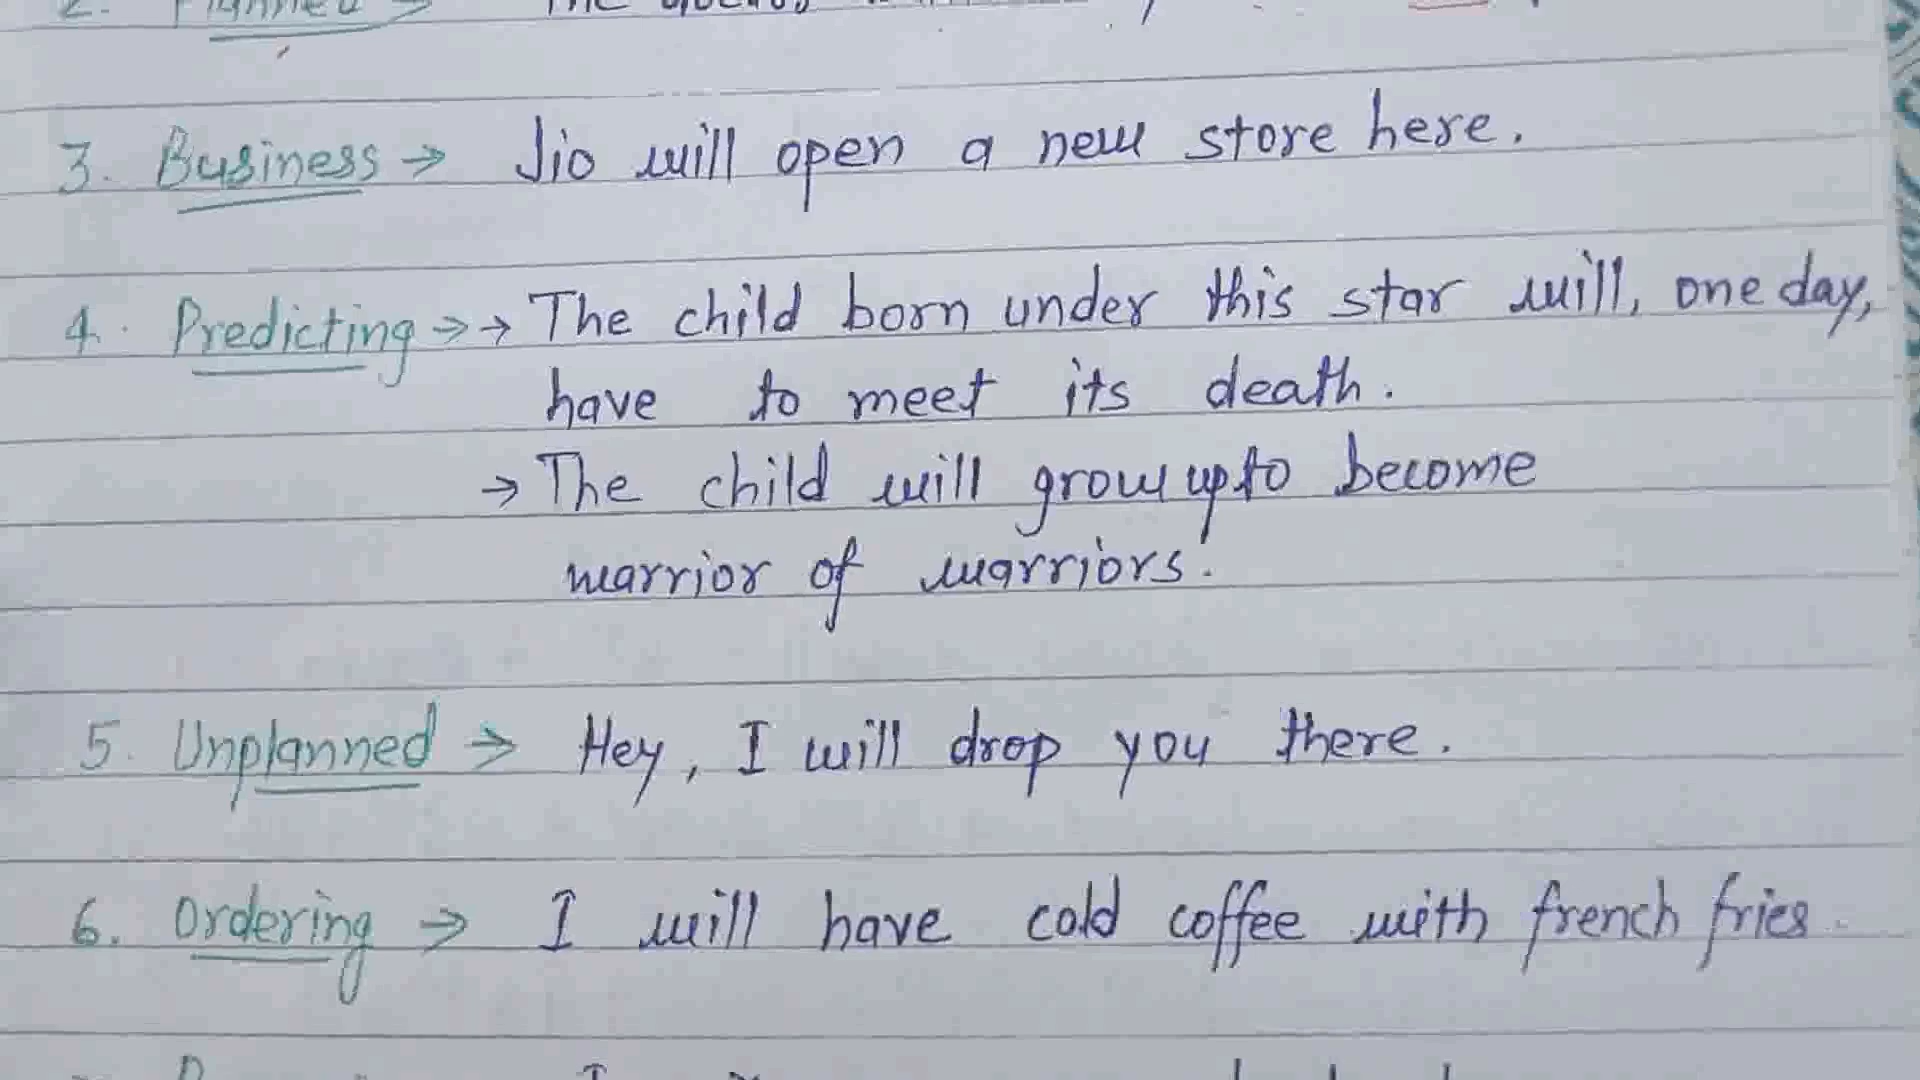 2. Planned →
3. Business → Jio will open a new store here.
4. Predicting → → The child born under this star will, one day,
have to meet its death.
→ The child will grow up to become
warrior of warriors.
5. Unplanned → Hey, I will drop you there.
6. Ordering → I will have cold coffee with french fries.